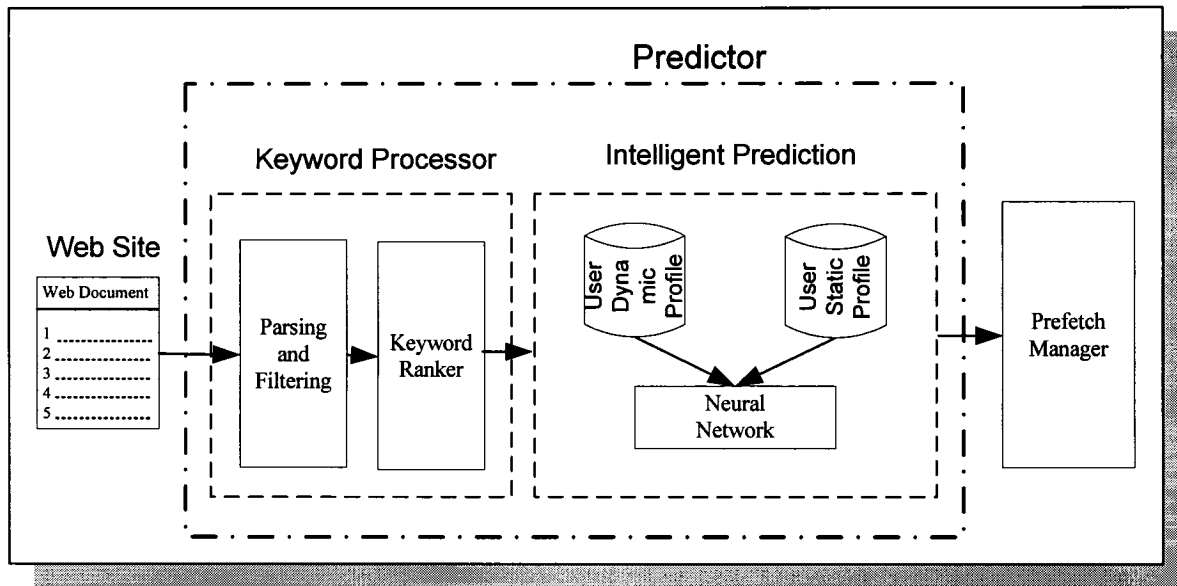 Predictor
Keyword Processor
Intelligent Prediction
Web Site
Web Document
1 ........................
2 ........................
3 ........................
4 ........................
5 ........................
Parsing
and
Filtering
Keyword
Ranker
User
Dyna
mic
Profile
User
Static
Profile
Neural
Network
Prefetch
Manager